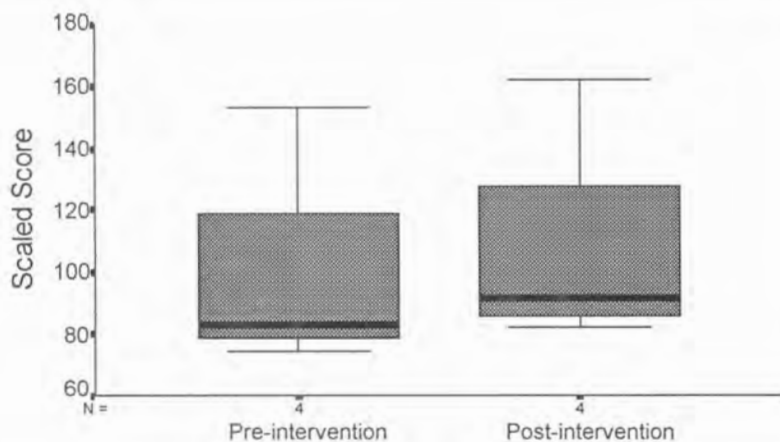 180
160
140
120
100
80
60
Scaled Score
N = 4 4
Pre-intervention Post-intervention